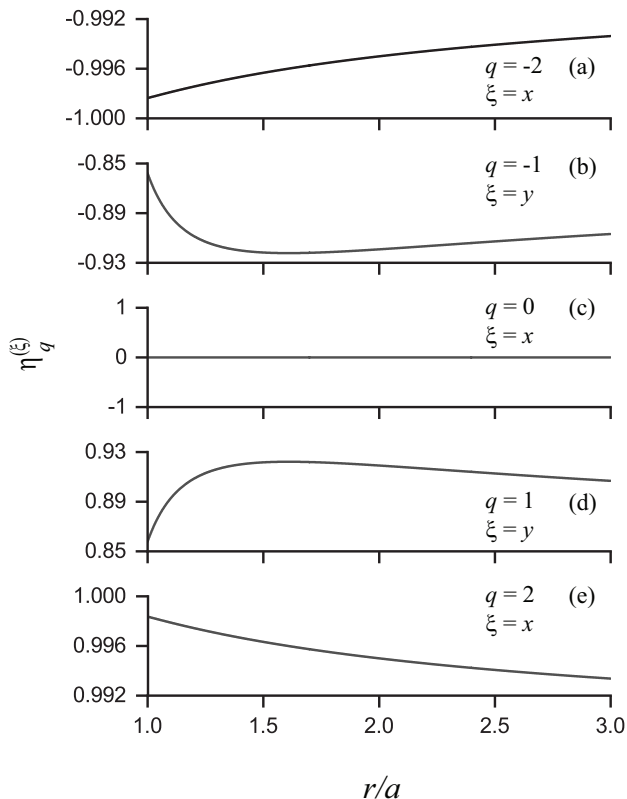 -0.992
-0.996
-1.000
q = -2 (a)
ξ = x
-0.85
-0.89
-0.93
q = -1 (b)
ξ = y
1
0
-1
q = 0 (c)
ξ = x
η_q^(ξ)
0.93
0.89
0.85
q = 1 (d)
ξ = y
1.000
0.996
0.992
q = 2 (e)
ξ = x
1.0 1.5 2.0 2.5 3.0
r/a